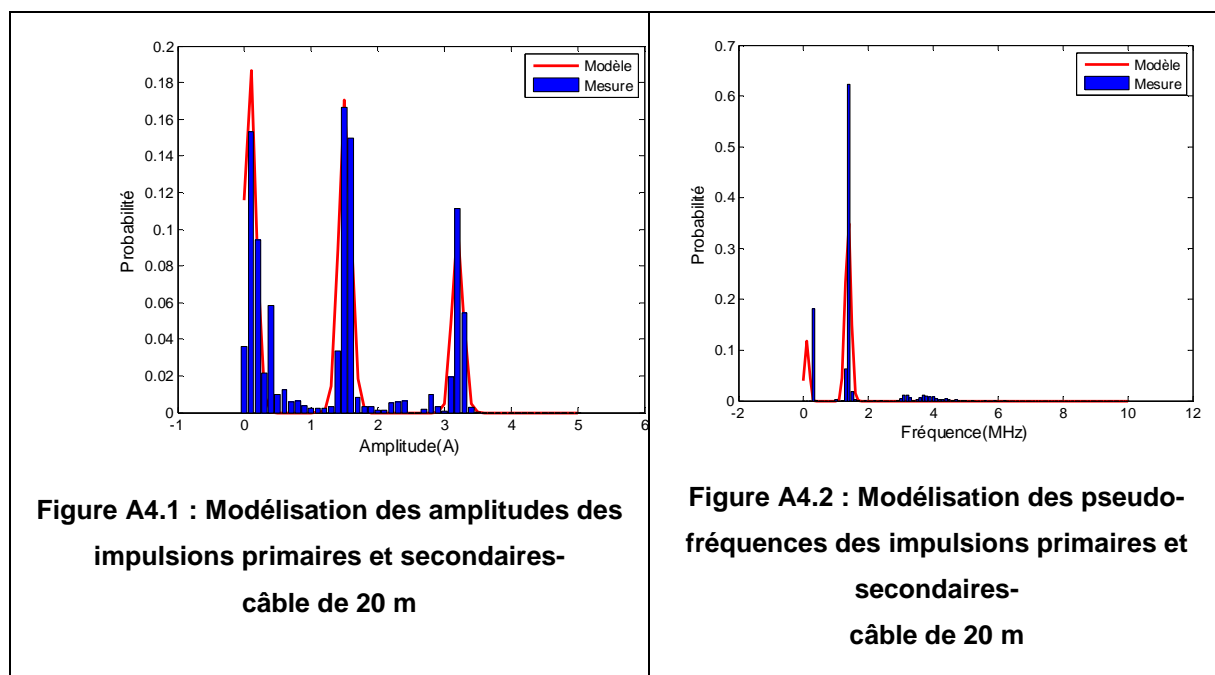 0.2
0.18
0.16
0.14
0.12
0.1
0.08
0.06
0.04
0.02
0
-1 0 1 2 3 4 5 6
Probabilité
Amplitude(A)
Modèle
Mesure
Figure A4.1 : Modélisation des amplitudes des
impulsions primaires et secondaires-
câble de 20 m
0.7
0.6
0.5
0.4
0.3
0.2
0.1
0
-2 0 2 4 6 8 10 12
Probabilité
Fréquence(MHz)
Modèle
Mesure
Figure A4.2 : Modélisation des pseudo-
fréquences des impulsions primaires et
secondaires-
câble de 20 m